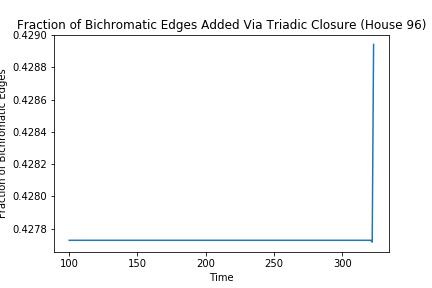 Fraction of Bichromatic Edges Added Via Triadic Closure (House 96)
0.4290
0.4288
0.4286
0.4284
0.4282
0.4280
0.4278
Fraction of Bichromatic Edges
100 150 200 250 300
Time